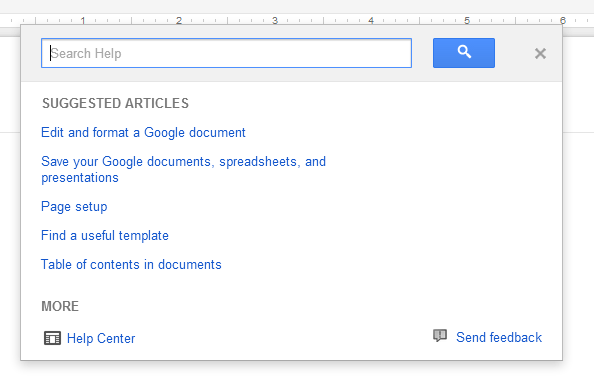 1 2 3 4 5 6
Search Help
SUGGESTED ARTICLES
Edit and format a Google document
Save your Google documents, spreadsheets, and
presentations
Page setup
Find a useful template
Table of contents in documents
MORE
Help Center
Send feedback